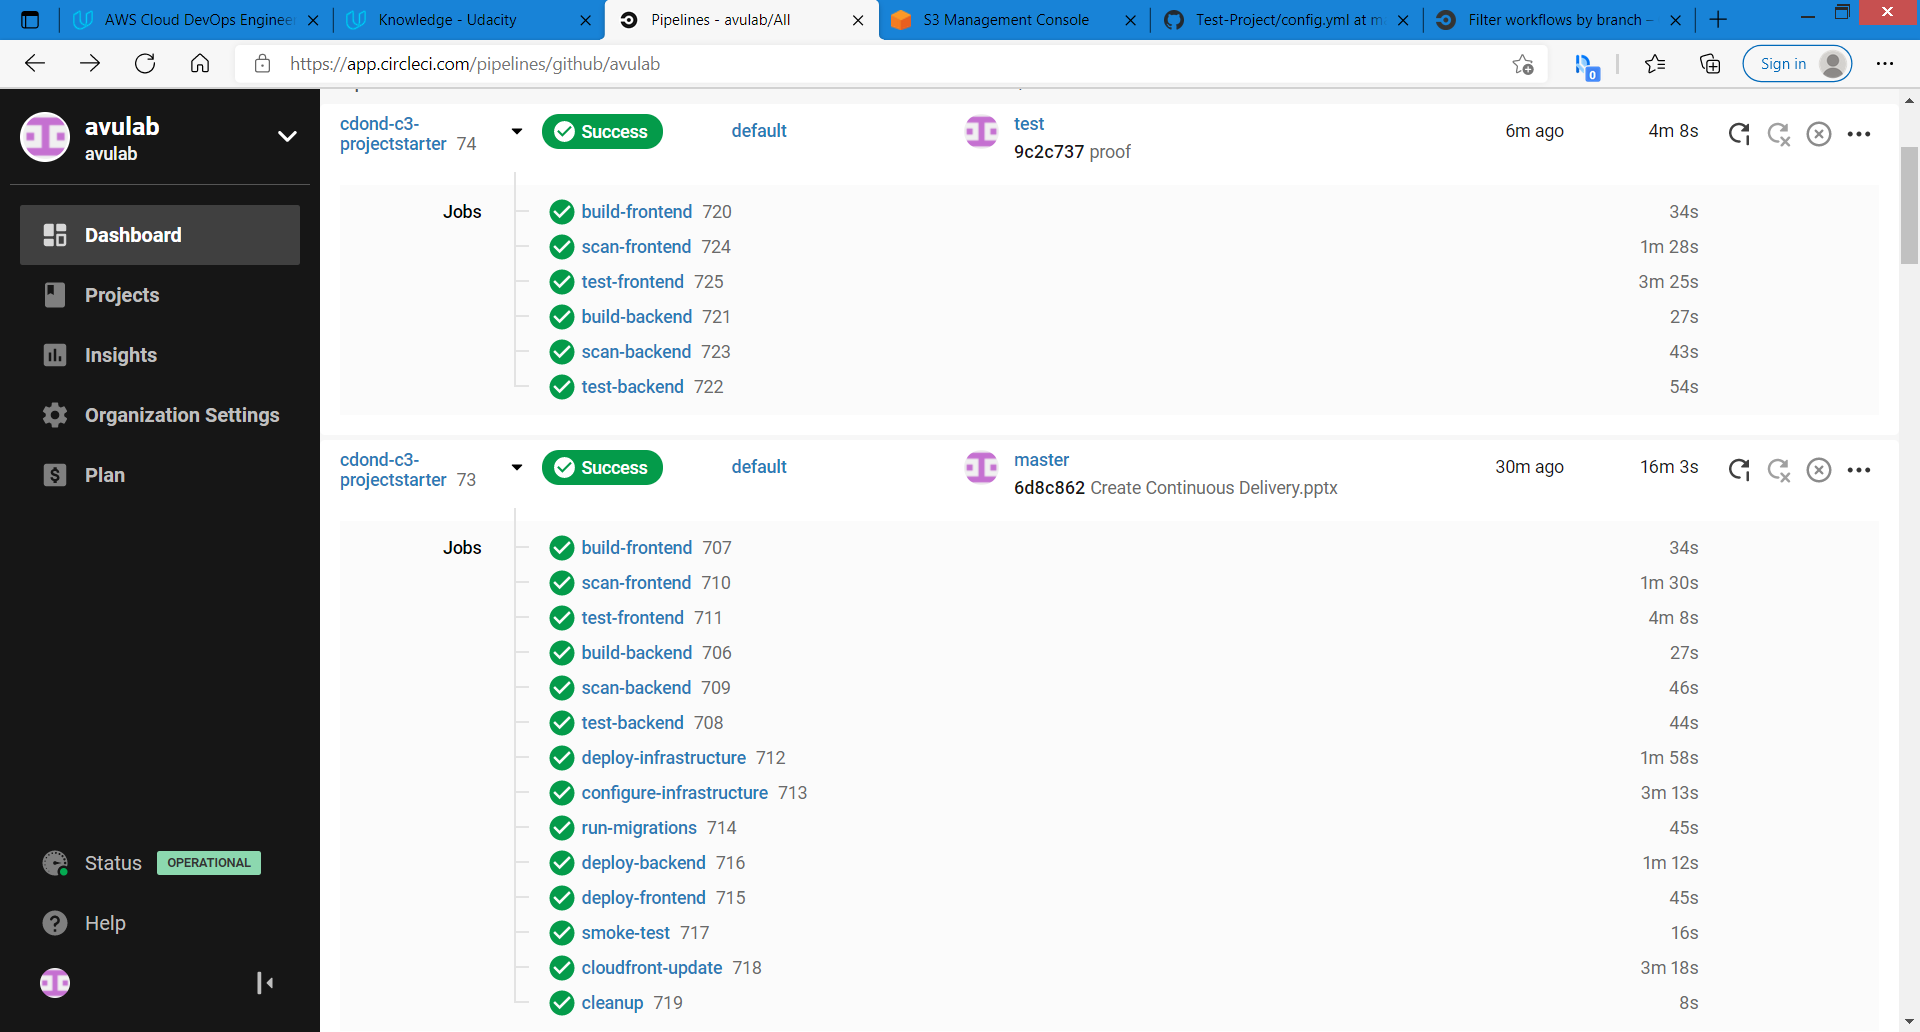 AWS Cloud DevOps Enginee
Knowledge - Udacity
Pipelines - avulab/All
S3 Management Console
Test-Project/config.yml at m
Filter workflows by branch –
https://app.circleci.com/pipelines/github/avulab
0
Sign in
avulab
avulab
Dashboard
Projects
Insights
Organization Settings
Plan
Status OPERATIONAL
Help
cdond-c3-
projectstarter 74
Success
default
test
9c2c737 proof
6m ago
4m 8s
Jobs
build-frontend 720 34s
scan-frontend 724 1m 28s
test-frontend 725 3m 25s
build-backend 721 27s
scan-backend 723 43s
test-backend 722 54s
cdond-c3-
projectstarter 73
Success
default
master
6d8c862 Create Continuous Delivery.pptx
30m ago
16m 3s
Jobs
build-frontend 707 34s
scan-frontend 710 1m 30s
test-frontend 711 4m 8s
build-backend 706 27s
scan-backend 709 46s
test-backend 708 44s
deploy-infrastructure 712 1m 58s
configure-infrastructure 713 3m 13s
run-migrations 714 45s
deploy-backend 716 1m 12s
deploy-frontend 715 45s
smoke-test 717 16s
cloudfront-update 718 3m 18s
cleanup 719 8s